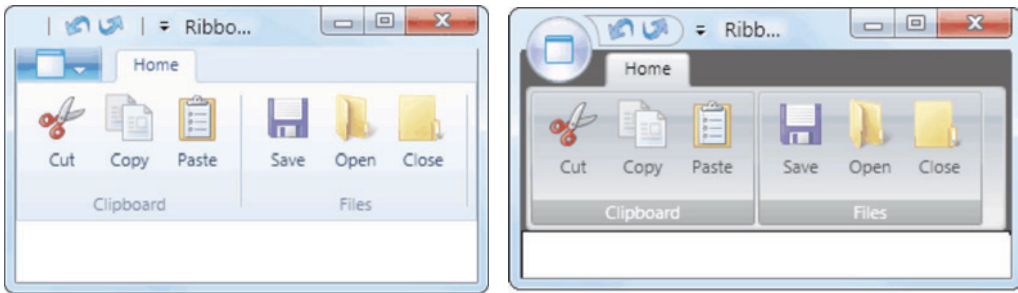 Ribbo...
Home
Cut Copy Paste Save Open Close
Clipboard Files
Ribb...
Home
Cut Copy Paste Save Open Close
Clipboard Files